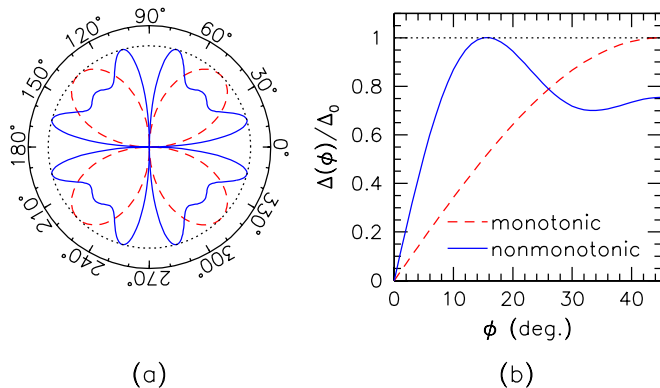 90°
120°
60°
150°
30°
180°
0°
210°
330°
240°
300°
270°
(a)
Δ(ϕ)/Δ₀
1
0.8
0.6
0.4
0.2
0
monotonic
nonmonotonic
0 10 20 30 40
ϕ (deg.)
(b)